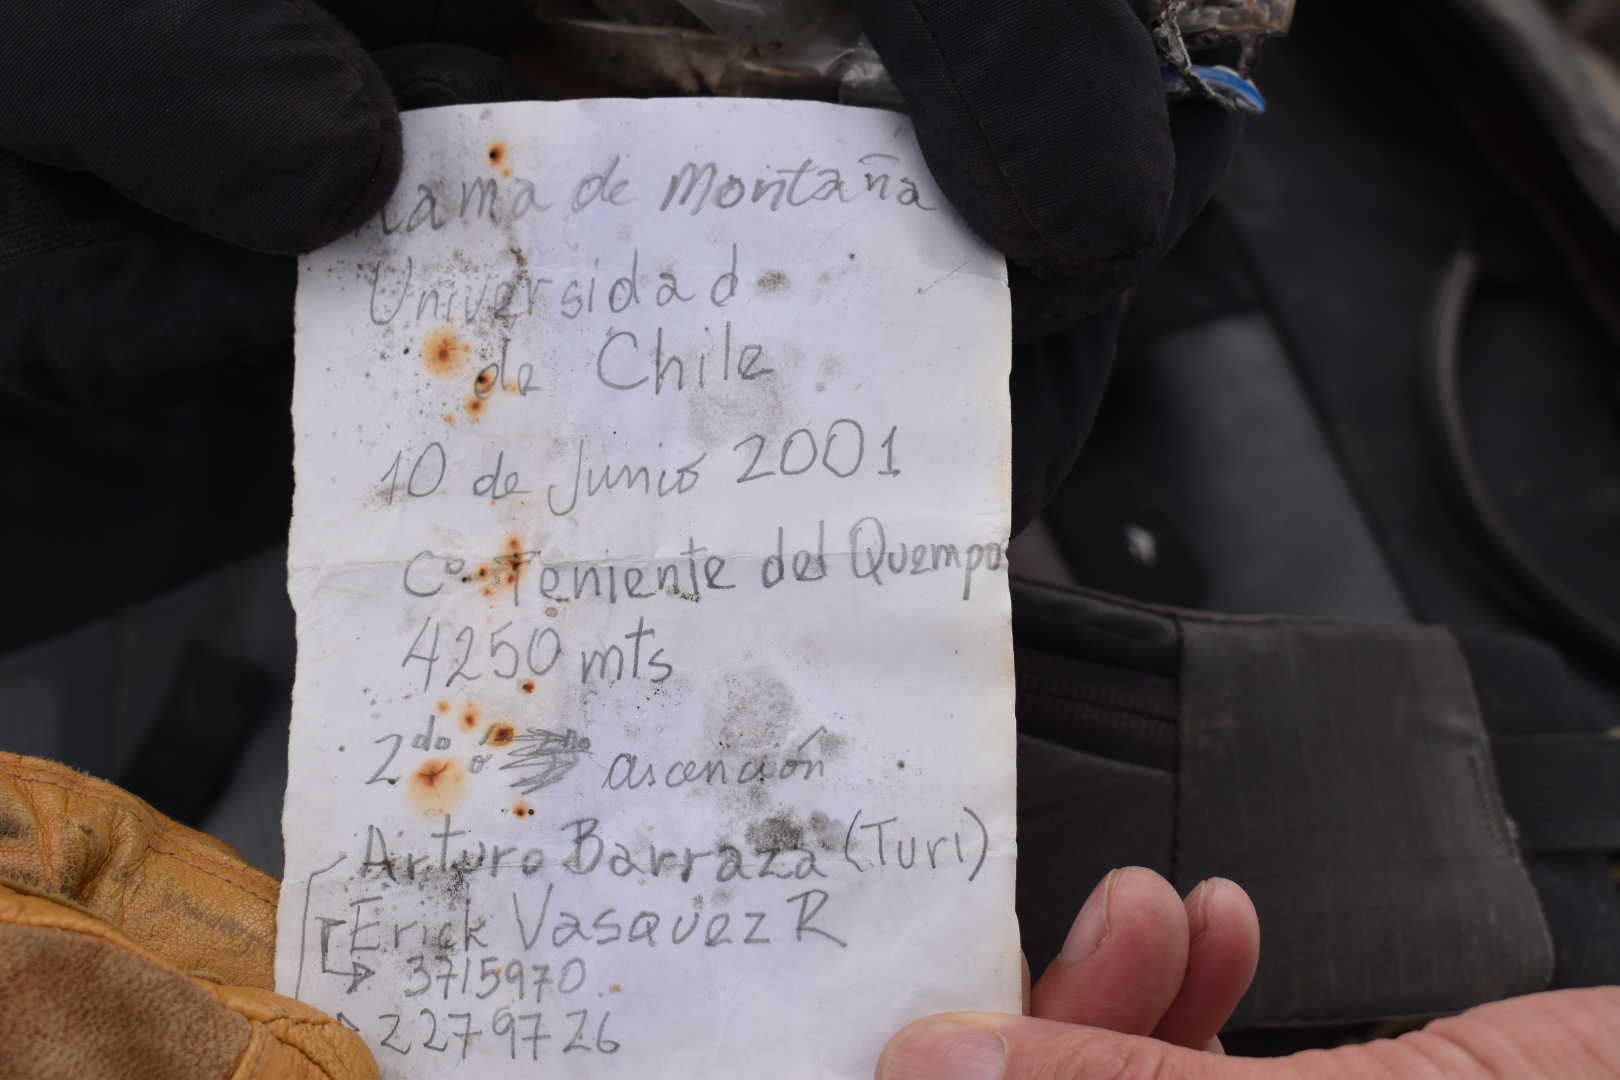 Rama de Montaña
Universidad
de Chile
10 de Junio 2001
Cº Teniente del Quempo
4250 mts
2do o ascención
Arturo Barraza (Turi)
Erick Vasquez R
3715970
2279726